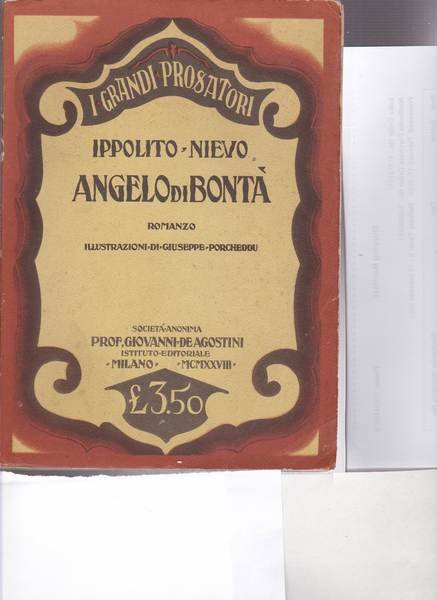 I GRANDI PROSATORI
IPPOLITO-NIEVO
ANGELO DI BONTÀ
ROMANZO
ILLUSTRAZIONI-DI-GIUSEPPE-PORCHEDDU
SOCIETÀ-ANONIMA
PROF. GIOVANNI-DE AGOSTINI
ISTITUTO-EDITORIALE
-MILANO- -MCMXXVIII-
£3.50